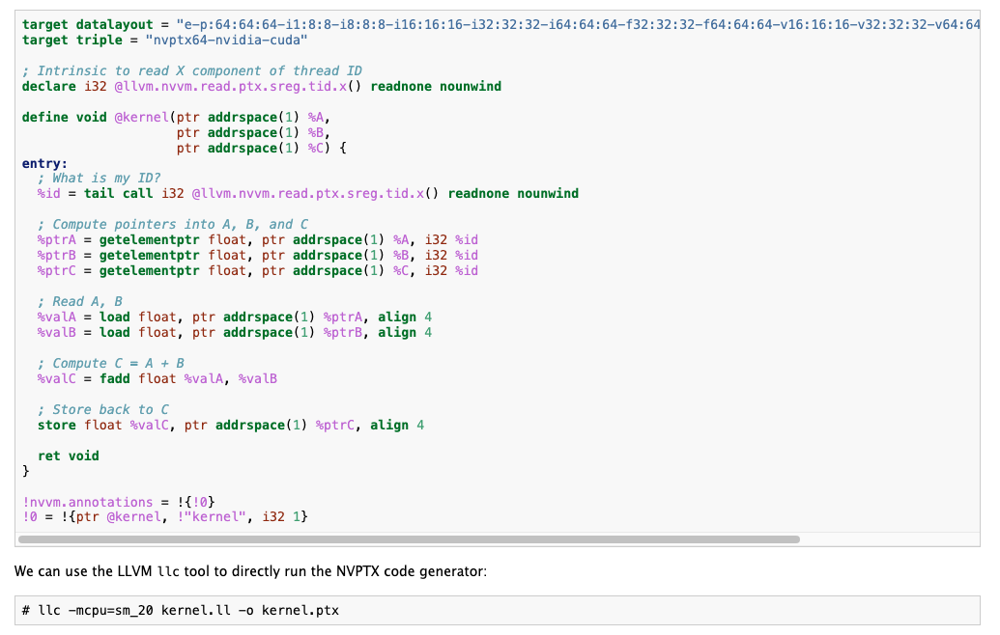 target datalayout = "e-p:64:64:64-i1:8:8-i8:8:8-i16:16:16-i32:32:32-i64:64:64-f32:32:32-f64:64:64-v16:16:16-v32:32:32-v64:64
target triple = "nvptx64-nvidia-cuda"

; Intrinsic to read X component of thread ID
declare i32 @llvm.nvvm.read.ptx.sreg.tid.x() readnone nounwind

define void @kernel(ptr addrspace(1) %A,
                    ptr addrspace(1) %B,
                    ptr addrspace(1) %C) {
entry:
  ; What is my ID?
  %id = tail call i32 @llvm.nvvm.read.ptx.sreg.tid.x() readnone nounwind

  ; Compute pointers into A, B, and C
  %ptrA = getelementptr float, ptr addrspace(1) %A, i32 %id
  %ptrB = getelementptr float, ptr addrspace(1) %B, i32 %id
  %ptrC = getelementptr float, ptr addrspace(1) %C, i32 %id

  ; Read A, B
  %valA = load float, ptr addrspace(1) %ptrA, align 4
  %valB = load float, ptr addrspace(1) %ptrB, align 4

  ; Compute C = A + B
  %valC = fadd float %valA, %valB

  ; Store back to C
  store float %valC, ptr addrspace(1) %ptrC, align 4

  ret void
}

!nvvm.annotations = !{!0}
!0 = !{ptr @kernel, !"kernel", i32 1}
We can use the LLVM llc tool to directly run the NVPTX code generator:
# llc -mcpu=sm_20 kernel.ll -o kernel.ptx